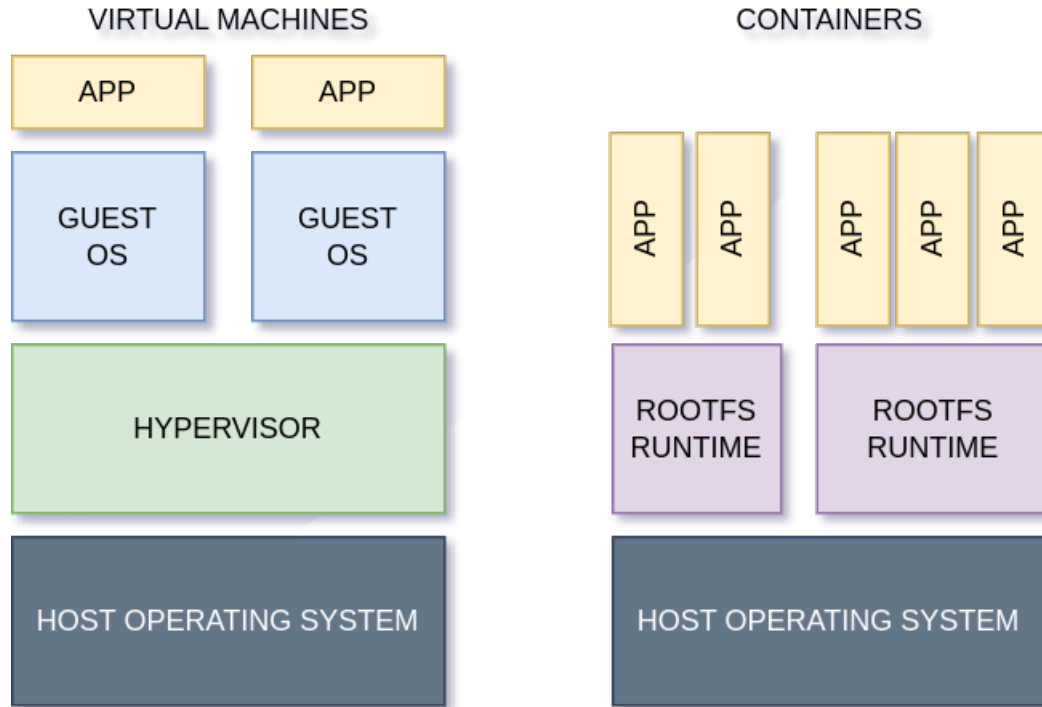 VIRTUAL MACHINES
APP
APP
GUEST
OS
GUEST
OS
HYPERVISOR
HOST OPERATING SYSTEM
CONTAINERS
APP
APP
APP
APP
APP
ROOTFS
RUNTIME
ROOTFS
RUNTIME
HOST OPERATING SYSTEM